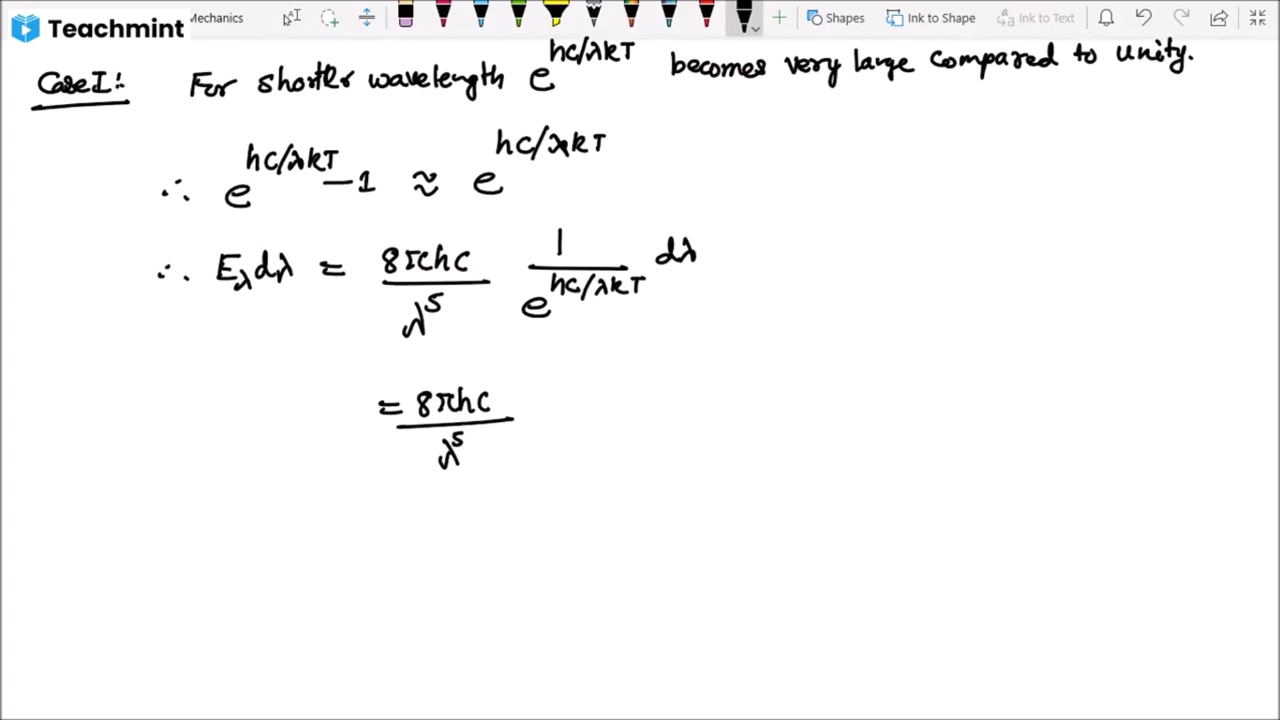 Teachmint
Mechanics
Shapes
Ink to Shape
Ink to Text
Case I:- For shorter wavelength e^hc/λkT becomes very large compared to unity.
∴ e^hc/λkT - 1 ≈ e^hc/λkT
∴ E_λ dλ = 8πhc/λ^5 1/e^hc/λkT dλ
= 8πhc/λ^5